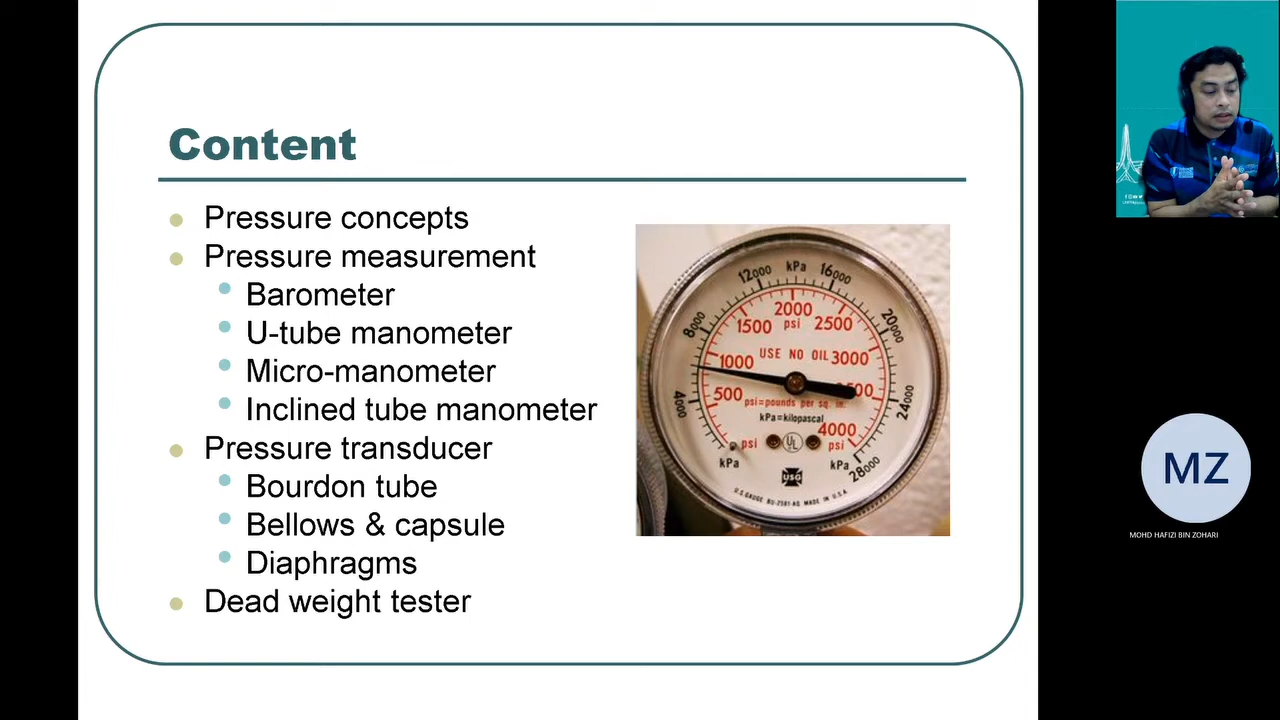 Content
Pressure concepts
Pressure measurement
Barometer
U-tube manometer
Micro-manometer
Inclined tube manometer
Pressure transducer
Bourdon tube
Bellows & capsule
Diaphragms
Dead weight tester
12000 kPa 16000
8000 20000
4000 24000
28000
2000
1500 psi 2500
USE NO OIL
1000 3000
500
psi=pounds per sq. in.
kPa=kilopascal
4000
psi UL psi
kPa kPa
USG
U.S. GAUGE BU-2581-AQ MADE IN U.S.A.
MZ
MOHD HAFIZI BIN ZOHARI